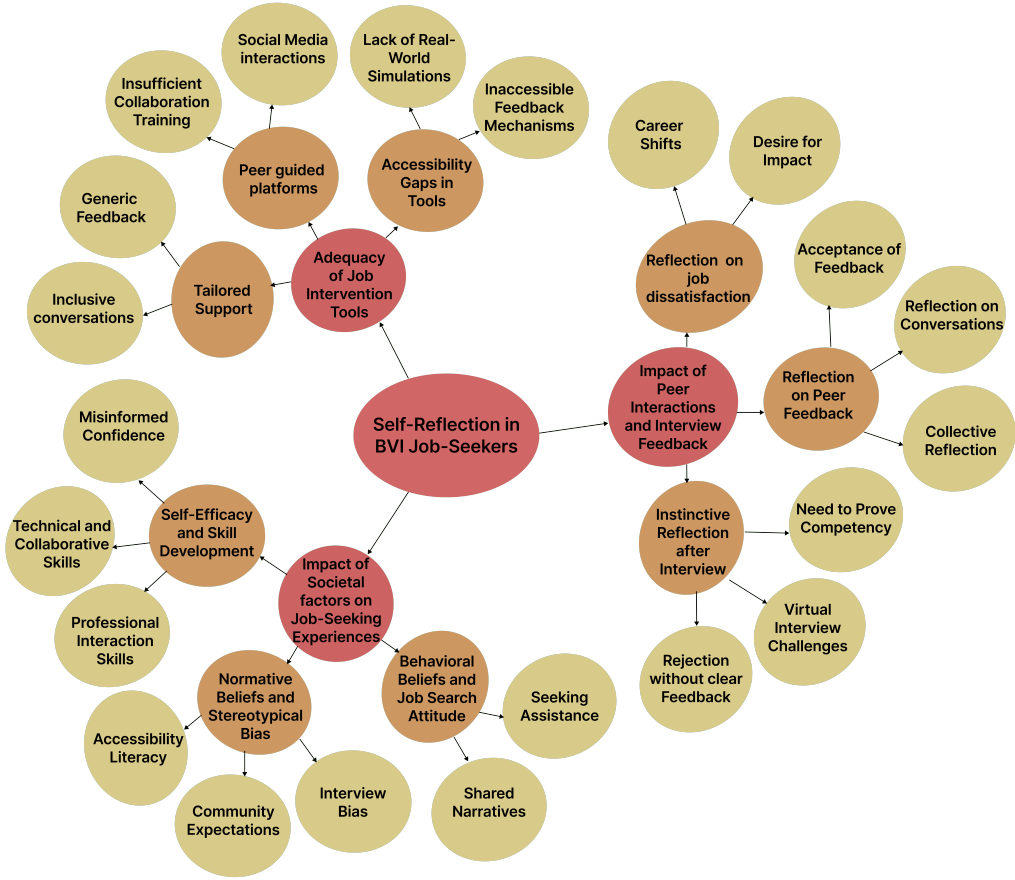 Self-Reflection in
BVI Job-Seekers
Adequacy
of Job
Intervention
Tools
Peer guided
platforms
Insufficient
Collaboration
Training
Social Media
interactions
Accessibility
Gaps in
Tools
Lack of Real-
World
Simulations
Inaccessible
Feedback
Mechanisms
Tailored
Support
Generic
Feedback
Inclusive
conversations
Impact of
Peer
Interactions
and Interview
Feedback
Reflection on
job
dissatisfaction
Career
Shifts
Desire for
Impact
Reflection
on Peer
Feedback
Acceptance of
Feedback
Reflection on
Conversations
Collective
Reflection
Instinctive
Reflection
after
Interview
Need to Prove
Competency
Virtual
Interview
Challenges
Rejection
without clear
Feedback
Impact of
Societal
factors on
Job-Seeking
Experiences
Self-Efficacy
and Skill
Development
Misinformed
Confidence
Technical and
Collaborative
Skills
Professional
Interaction
Skills
Normative
Beliefs and
Stereotypical
Bias
Accessibility
Literacy
Community
Expectations
Interview
Bias
Behavioral
Beliefs and
Job Search
Attitude
Seeking
Assistance
Shared
Narratives